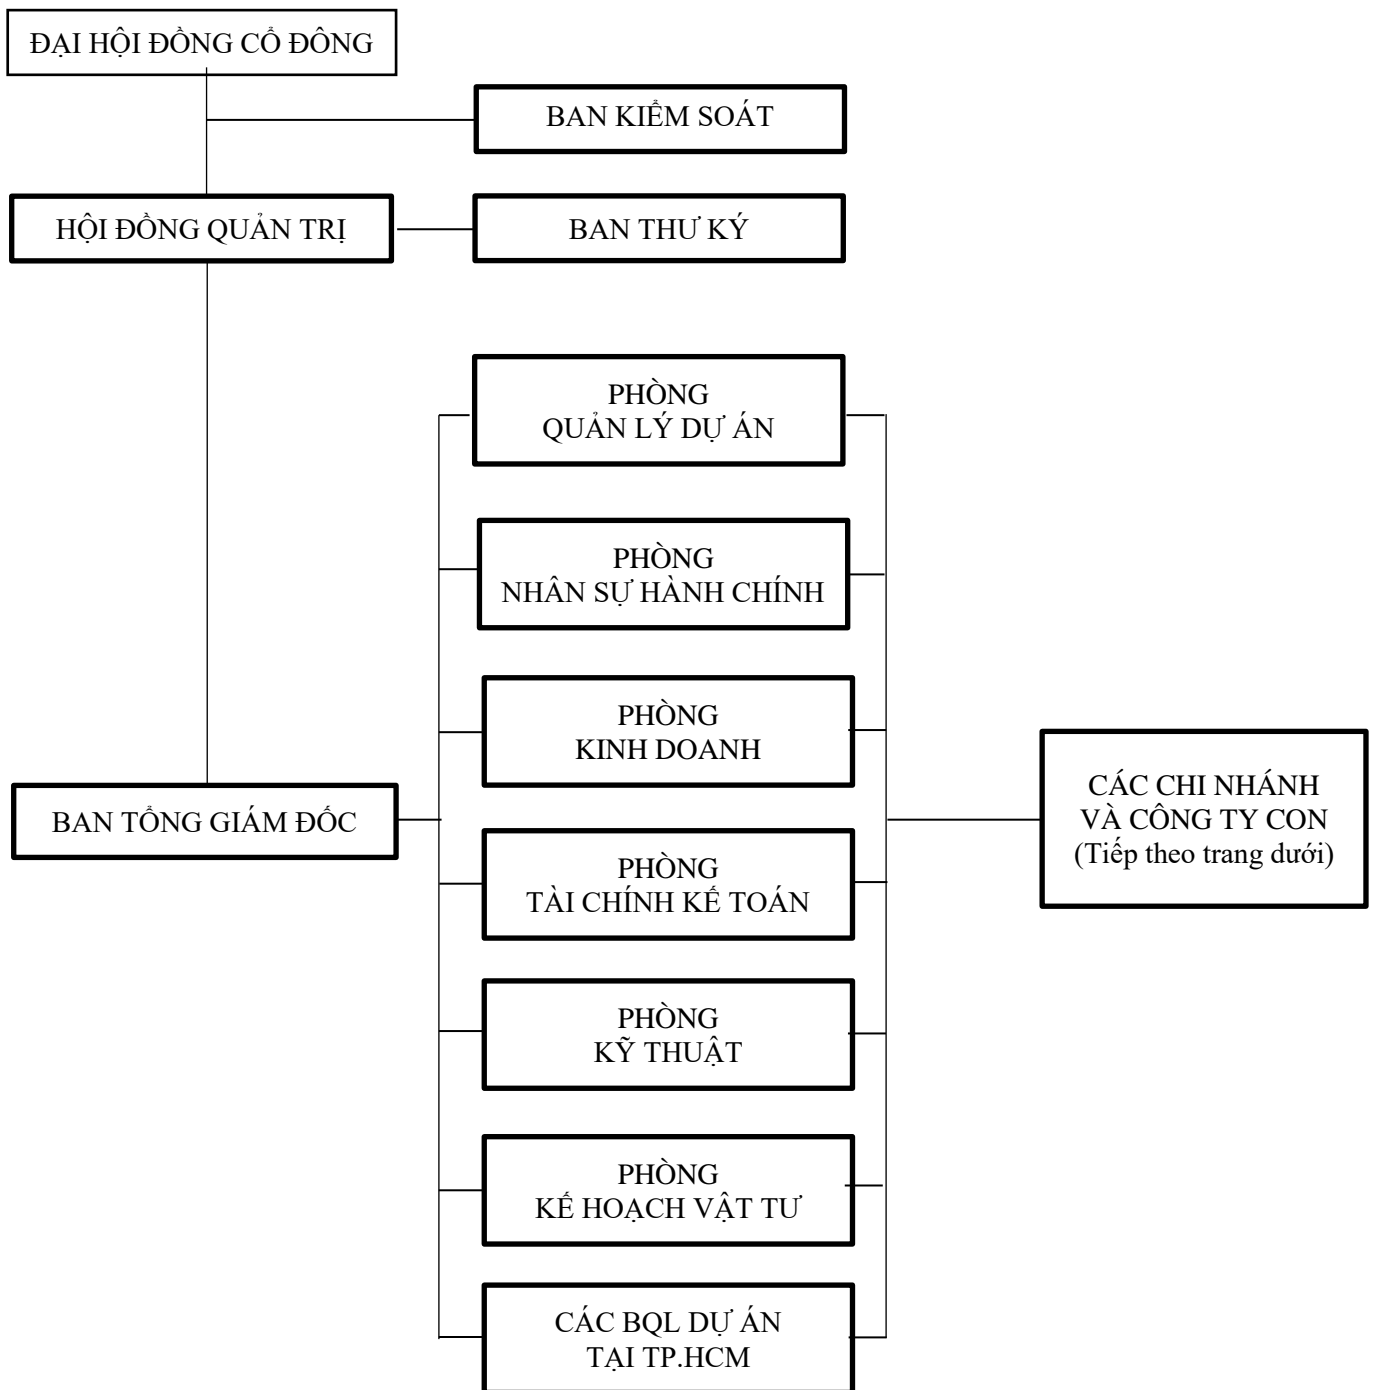 ĐẠI HỘI ĐỒNG CỔ ĐÔNG
BAN KIỂM SOÁT
HỘI ĐỒNG QUẢN TRỊ
BAN THƯ KÝ
PHÒNG
QUẢN LÝ DỰ ÁN
PHÒNG
NHÂN SỰ HÀNH CHÍNH
PHÒNG
KINH DOANH
BAN TỔNG GIÁM ĐỐC
CÁC CHI NHÁNH
VÀ CÔNG TY CON
(Tiếp theo trang dưới)
PHÒNG
TÀI CHÍNH KẾ TOÁN
PHÒNG
KỸ THUẬT
PHÒNG
KẾ HOẠCH VẬT TƯ
CÁC BQL DỰ ÁN
TẠI TP.HCM